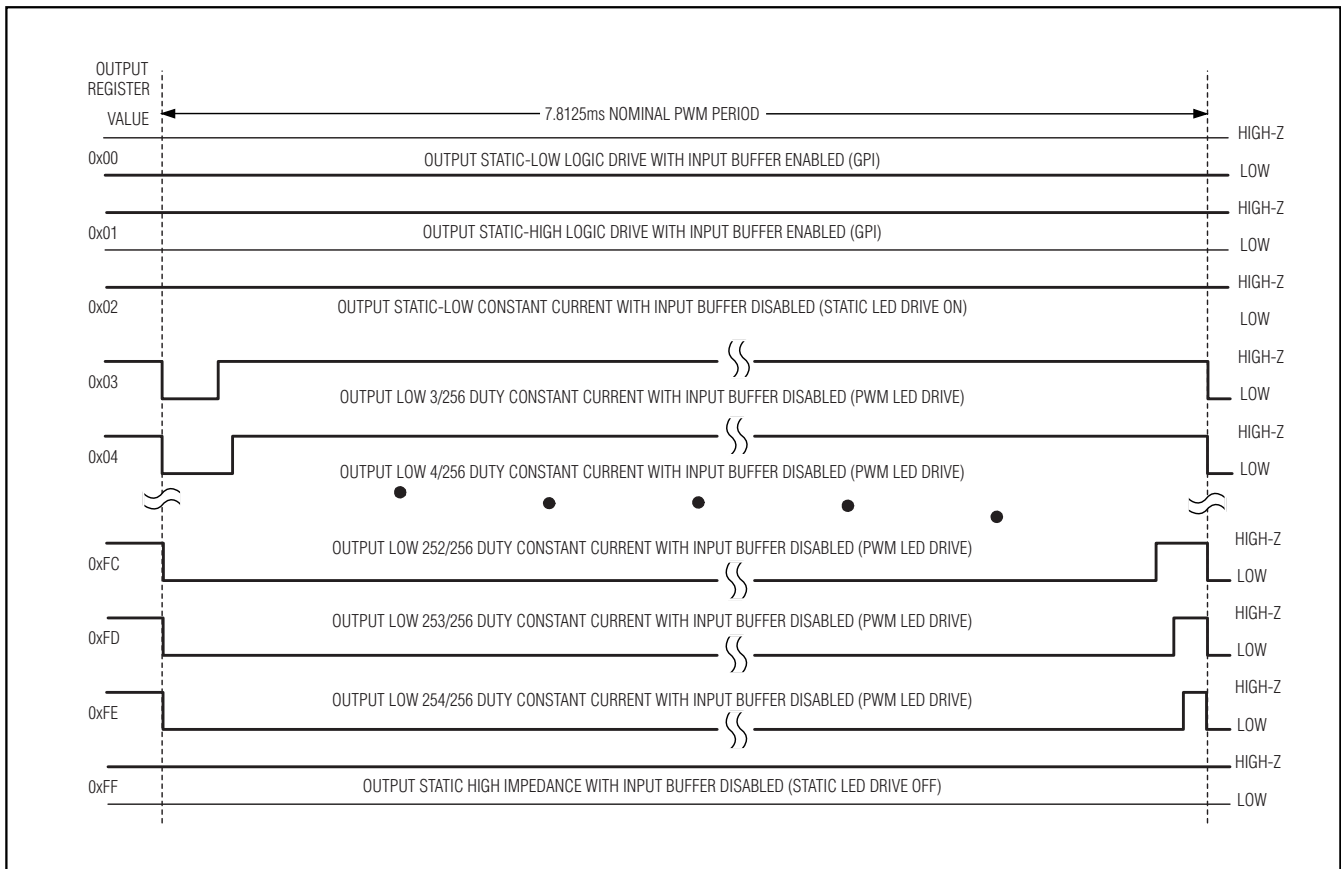 OUTPUT
REGISTER
VALUE
7.8125ms NOMINAL PWM PERIOD
HIGH-Z
0x00
OUTPUT STATIC-LOW LOGIC DRIVE WITH INPUT BUFFER ENABLED (GPI)
LOW
HIGH-Z
0x01
OUTPUT STATIC-HIGH LOGIC DRIVE WITH INPUT BUFFER ENABLED (GPI)
LOW
HIGH-Z
0x02
OUTPUT STATIC-LOW CONSTANT CURRENT WITH INPUT BUFFER DISABLED (STATIC LED DRIVE ON)
LOW
HIGH-Z
0x03
OUTPUT LOW 3/256 DUTY CONSTANT CURRENT WITH INPUT BUFFER DISABLED (PWM LED DRIVE)
LOW
HIGH-Z
0x04
OUTPUT LOW 4/256 DUTY CONSTANT CURRENT WITH INPUT BUFFER DISABLED (PWM LED DRIVE)
LOW
HIGH-Z
0xFC
OUTPUT LOW 252/256 DUTY CONSTANT CURRENT WITH INPUT BUFFER DISABLED (PWM LED DRIVE)
LOW
HIGH-Z
0xFD
OUTPUT LOW 253/256 DUTY CONSTANT CURRENT WITH INPUT BUFFER DISABLED (PWM LED DRIVE)
LOW
HIGH-Z
0xFE
OUTPUT LOW 254/256 DUTY CONSTANT CURRENT WITH INPUT BUFFER DISABLED (PWM LED DRIVE)
LOW
HIGH-Z
0xFF
OUTPUT STATIC HIGH IMPEDANCE WITH INPUT BUFFER DISABLED (STATIC LED DRIVE OFF)
LOW